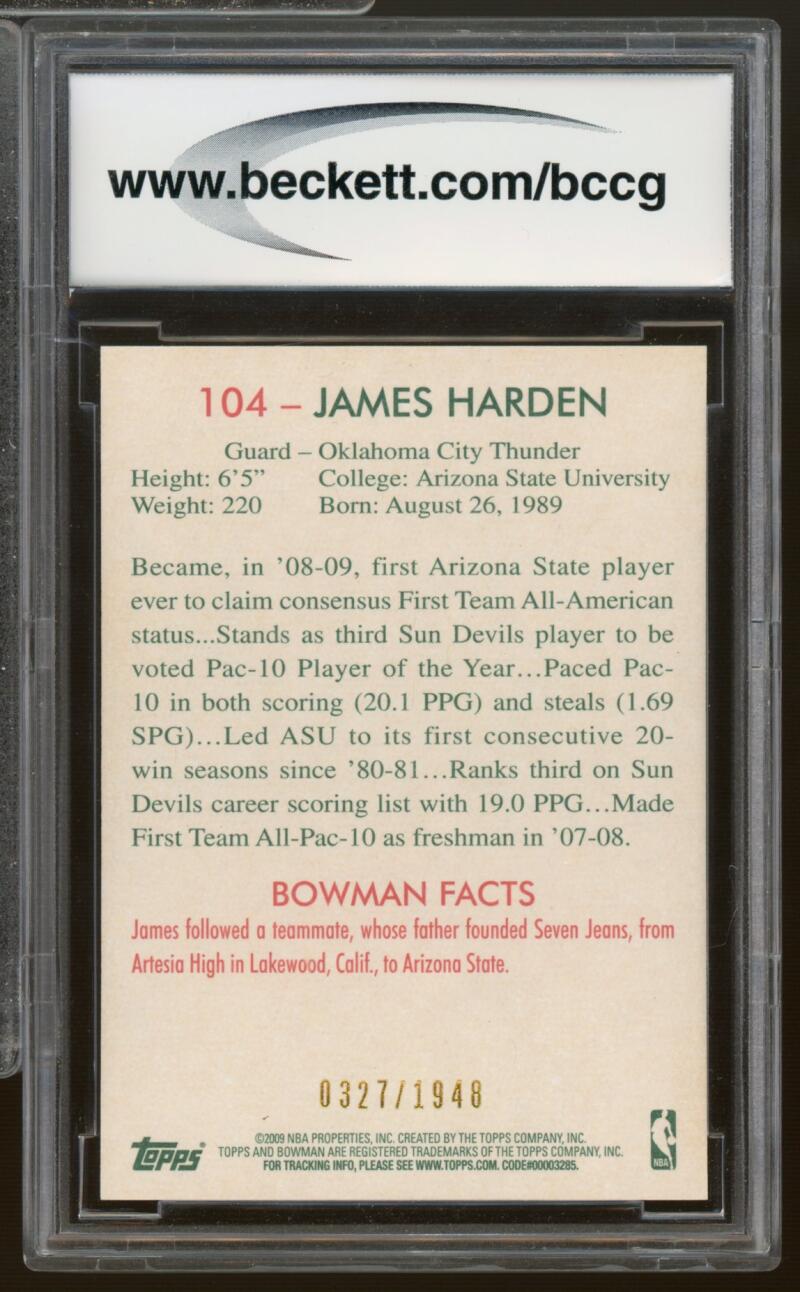 www.beckett.com/bccg
104 – JAMES HARDEN
Guard – Oklahoma City Thunder
Height: 6'5" College: Arizona State University
Weight: 220 Born: August 26, 1989
Became, in '08-09, first Arizona State player
ever to claim consensus First Team All-American
status...Stands as third Sun Devils player to be
voted Pac-10 Player of the Year...Paced Pac-
10 in both scoring (20.1 PPG) and steals (1.69
SPG)...Led ASU to its first consecutive 20-
win seasons since '80-81...Ranks third on Sun
Devils career scoring list with 19.0 PPG...Made
First Team All-Pac-10 as freshman in '07-08.
BOWMAN FACTS
James followed a teammate, whose father founded Seven Jeans, from
Artesia High in Lakewood, Calif., to Arizona State.
0327/1948
©2009 NBA PROPERTIES, INC. CREATED BY THE TOPPS COMPANY, INC.
Topps® TOPPS AND BOWMAN ARE REGISTERED TRADEMARKS OF THE TOPPS COMPANY, INC.
FOR TRACKING INFO, PLEASE SEE WWW.TOPPS.COM. CODE#00003285.
NBA